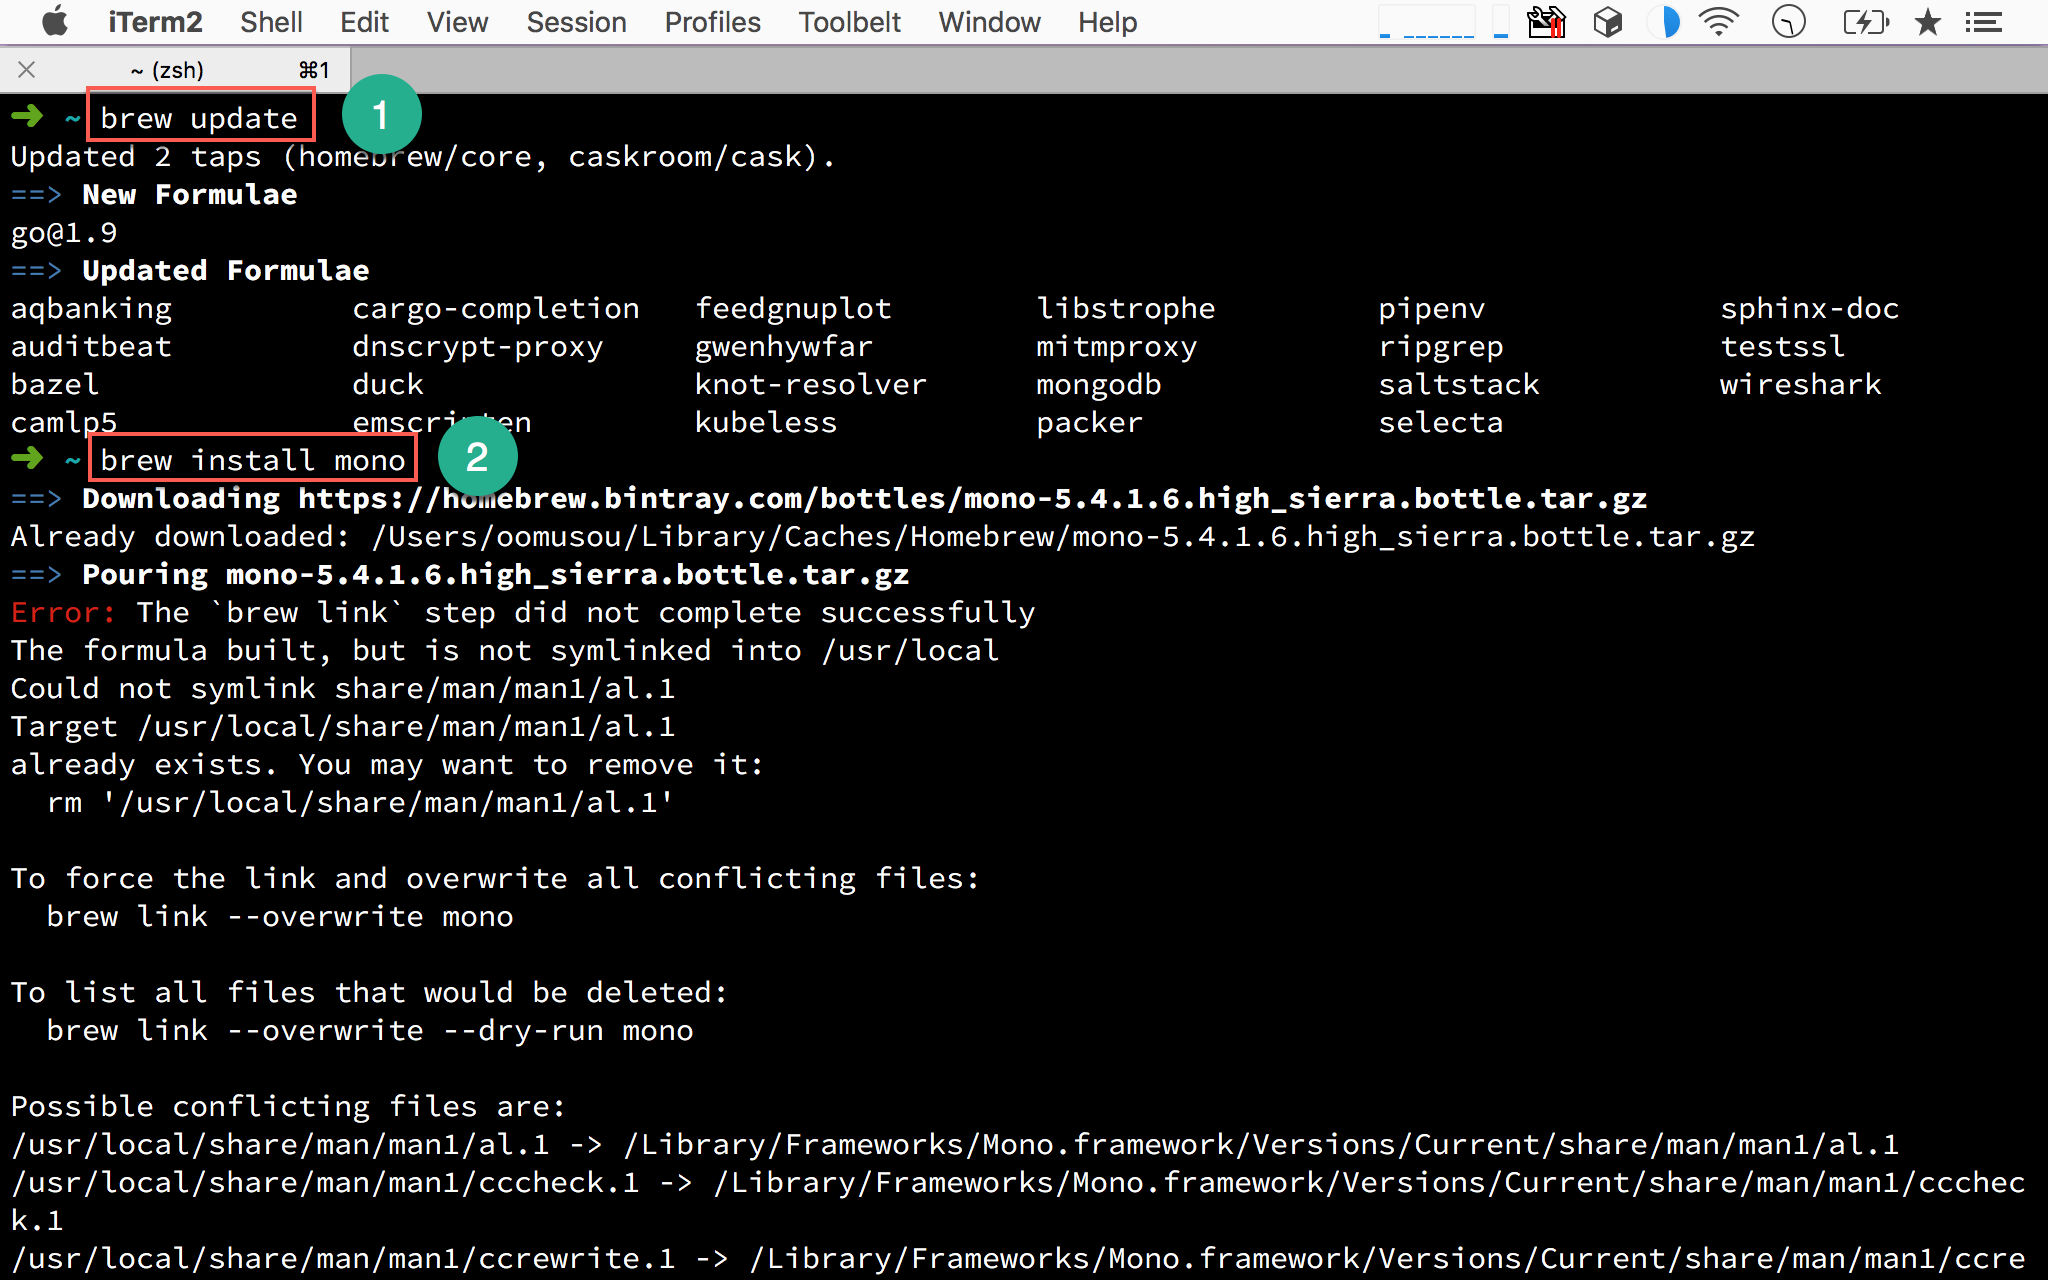 iTerm2 Shell Edit View Session Profiles Toolbelt Window Help
~ (zsh) ⌘1
➜ ~ brew update 1
Updated 2 taps (homebrew/core, caskroom/cask).
==> New Formulae
go@1.9
==> Updated Formulae
aqbanking cargo-completion feedgnuplot libstrophe pipenv sphinx-doc
auditbeat dnscrypt-proxy gwenhywfar mitmproxy ripgrep testssl
bazel duck knot-resolver mongodb saltstack wireshark
camlp5 emscripten kubeless packer selecta
➜ ~ brew install mono 2
==> Downloading https://homebrew.bintray.com/bottles/mono-5.4.1.6.high_sierra.bottle.tar.gz
Already downloaded: /Users/oomusou/Library/Caches/Homebrew/mono-5.4.1.6.high_sierra.bottle.tar.gz
==> Pouring mono-5.4.1.6.high_sierra.bottle.tar.gz
Error: The `brew link` step did not complete successfully
The formula built, but is not symlinked into /usr/local
Could not symlink share/man/man1/al.1
Target /usr/local/share/man/man1/al.1
already exists. You may want to remove it:
  rm '/usr/local/share/man/man1/al.1'
To force the link and overwrite all conflicting files:
  brew link --overwrite mono
To list all files that would be deleted:
  brew link --overwrite --dry-run mono
Possible conflicting files are:
/usr/local/share/man/man1/al.1 -> /Library/Frameworks/Mono.framework/Versions/Current/share/man/man1/al.1
/usr/local/share/man/man1/cccheck.1 -> /Library/Frameworks/Mono.framework/Versions/Current/share/man/man1/ccchec
k.1
/usr/local/share/man/man1/ccrewrite.1 -> /Library/Frameworks/Mono.framework/Versions/Current/share/man/man1/ccre